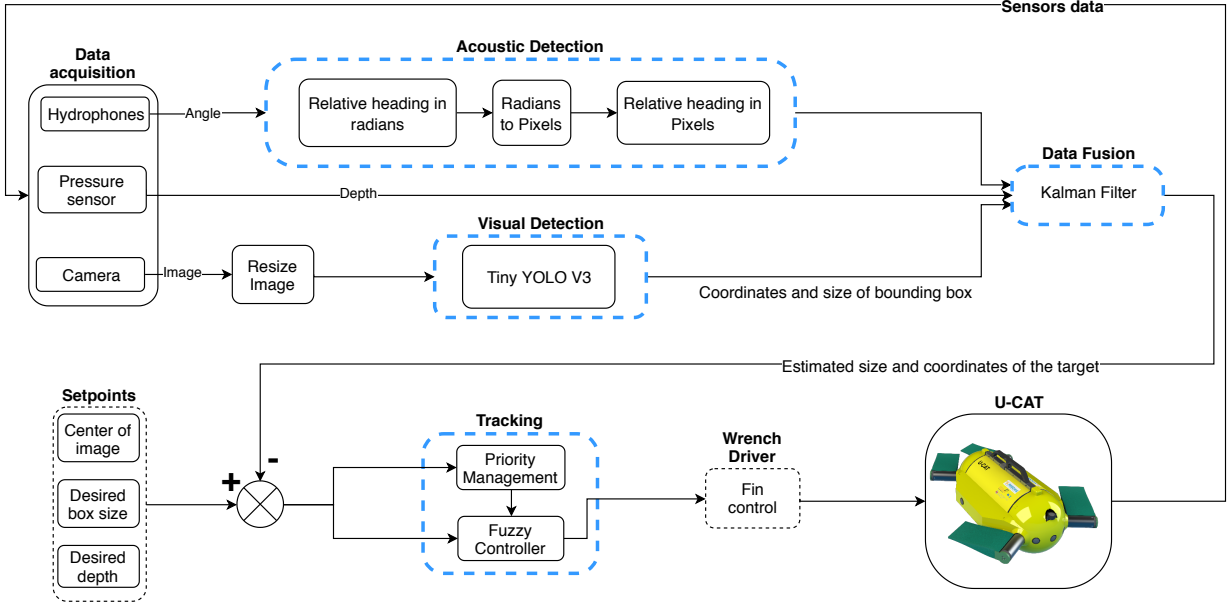 Sensors data
Data
acquisition
Hydrophones
Pressure
sensor
Camera
Angle
Depth
Image
Acoustic Detection
Relative heading in
radians
Radians
to Pixels
Relative heading in
Pixels
Resize
Image
Visual Detection
Tiny YOLO V3
Coordinates and size of bounding box
Data Fusion
Kalman Filter
Estimated size and coordinates of the target
Setpoints
Center of
image
Desired
box size
Desired
depth
+
-
Tracking
Priority
Management
Fuzzy
Controller
Wrench
Driver
Fin
control
U-CAT
U-CAT